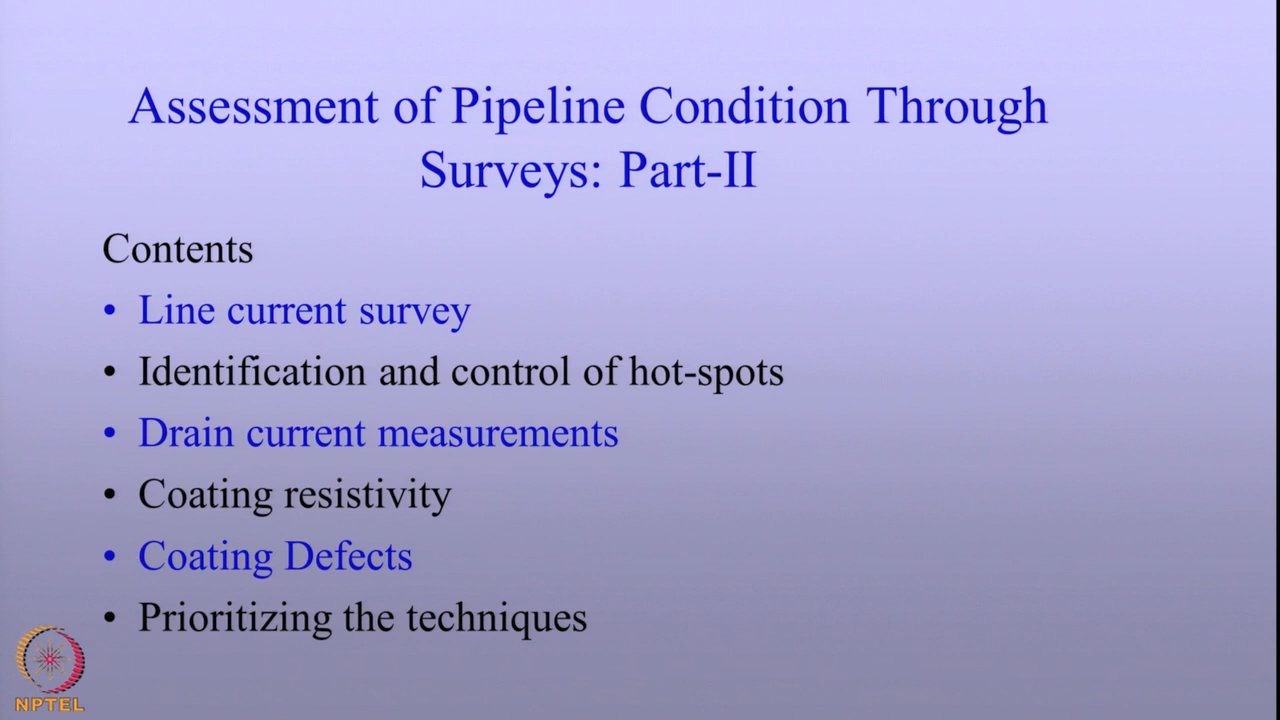 Assessment of Pipeline Condition Through
Surveys: Part-II
Contents
• Line current survey
• Identification and control of hot-spots
• Drain current measurements
• Coating resistivity
• Coating Defects
• Prioritizing the techniques
NPTEL